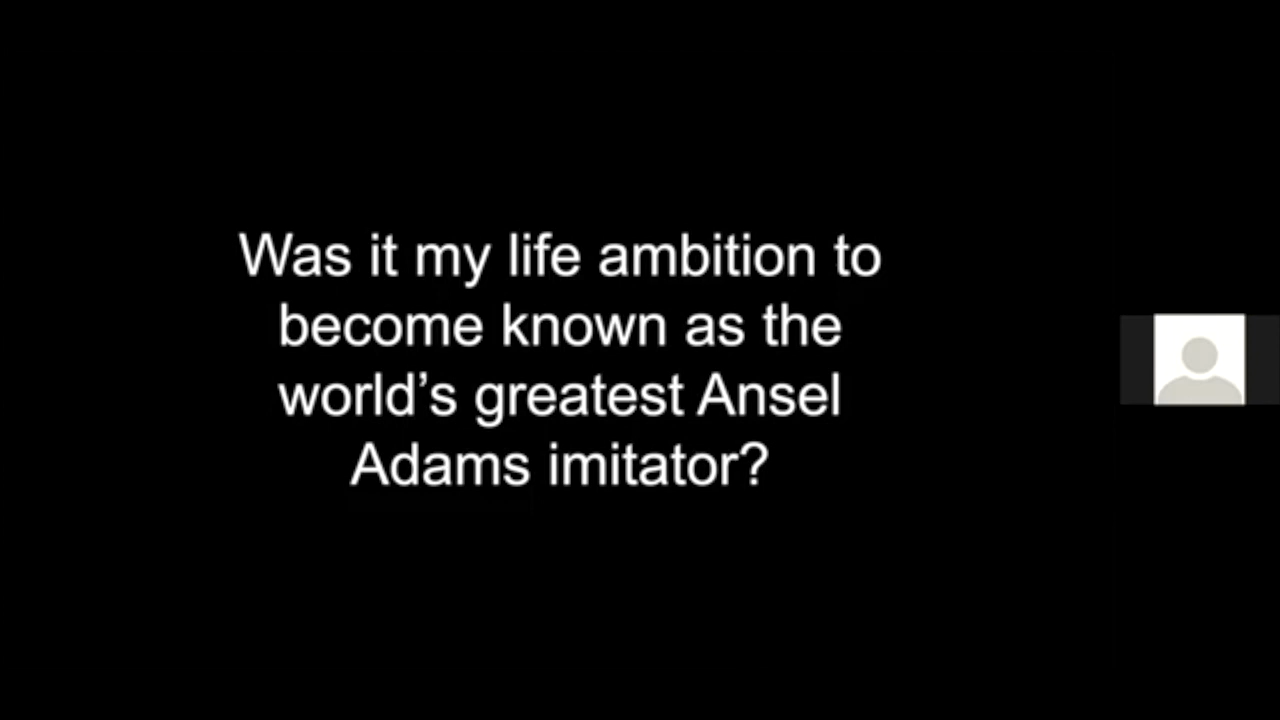 Was it my life ambition to
become known as the
world’s greatest Ansel
Adams imitator?